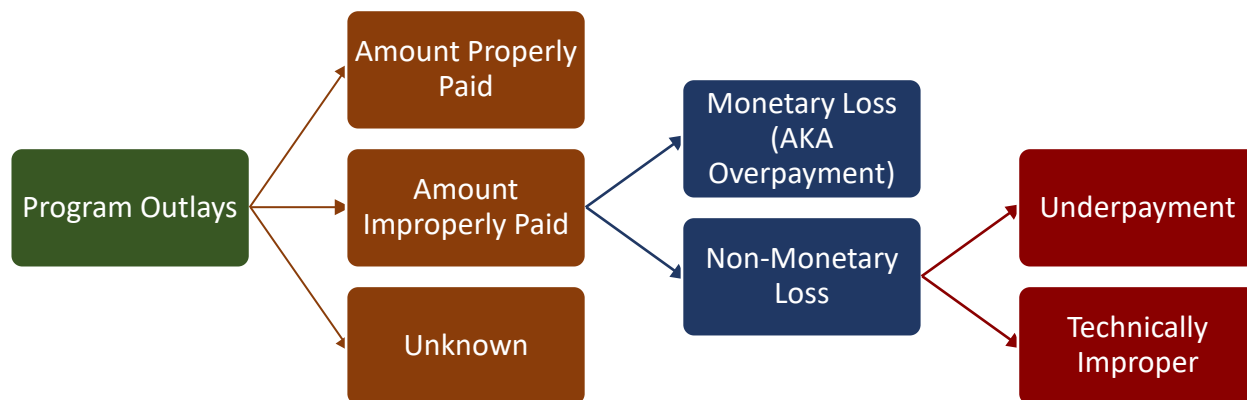 Program Outlays
Amount Properly
Paid
Amount
Improperly Paid
Unknown
Monetary Loss
(AKA
Overpayment)
Non-Monetary
Loss
Underpayment
Technically
Improper